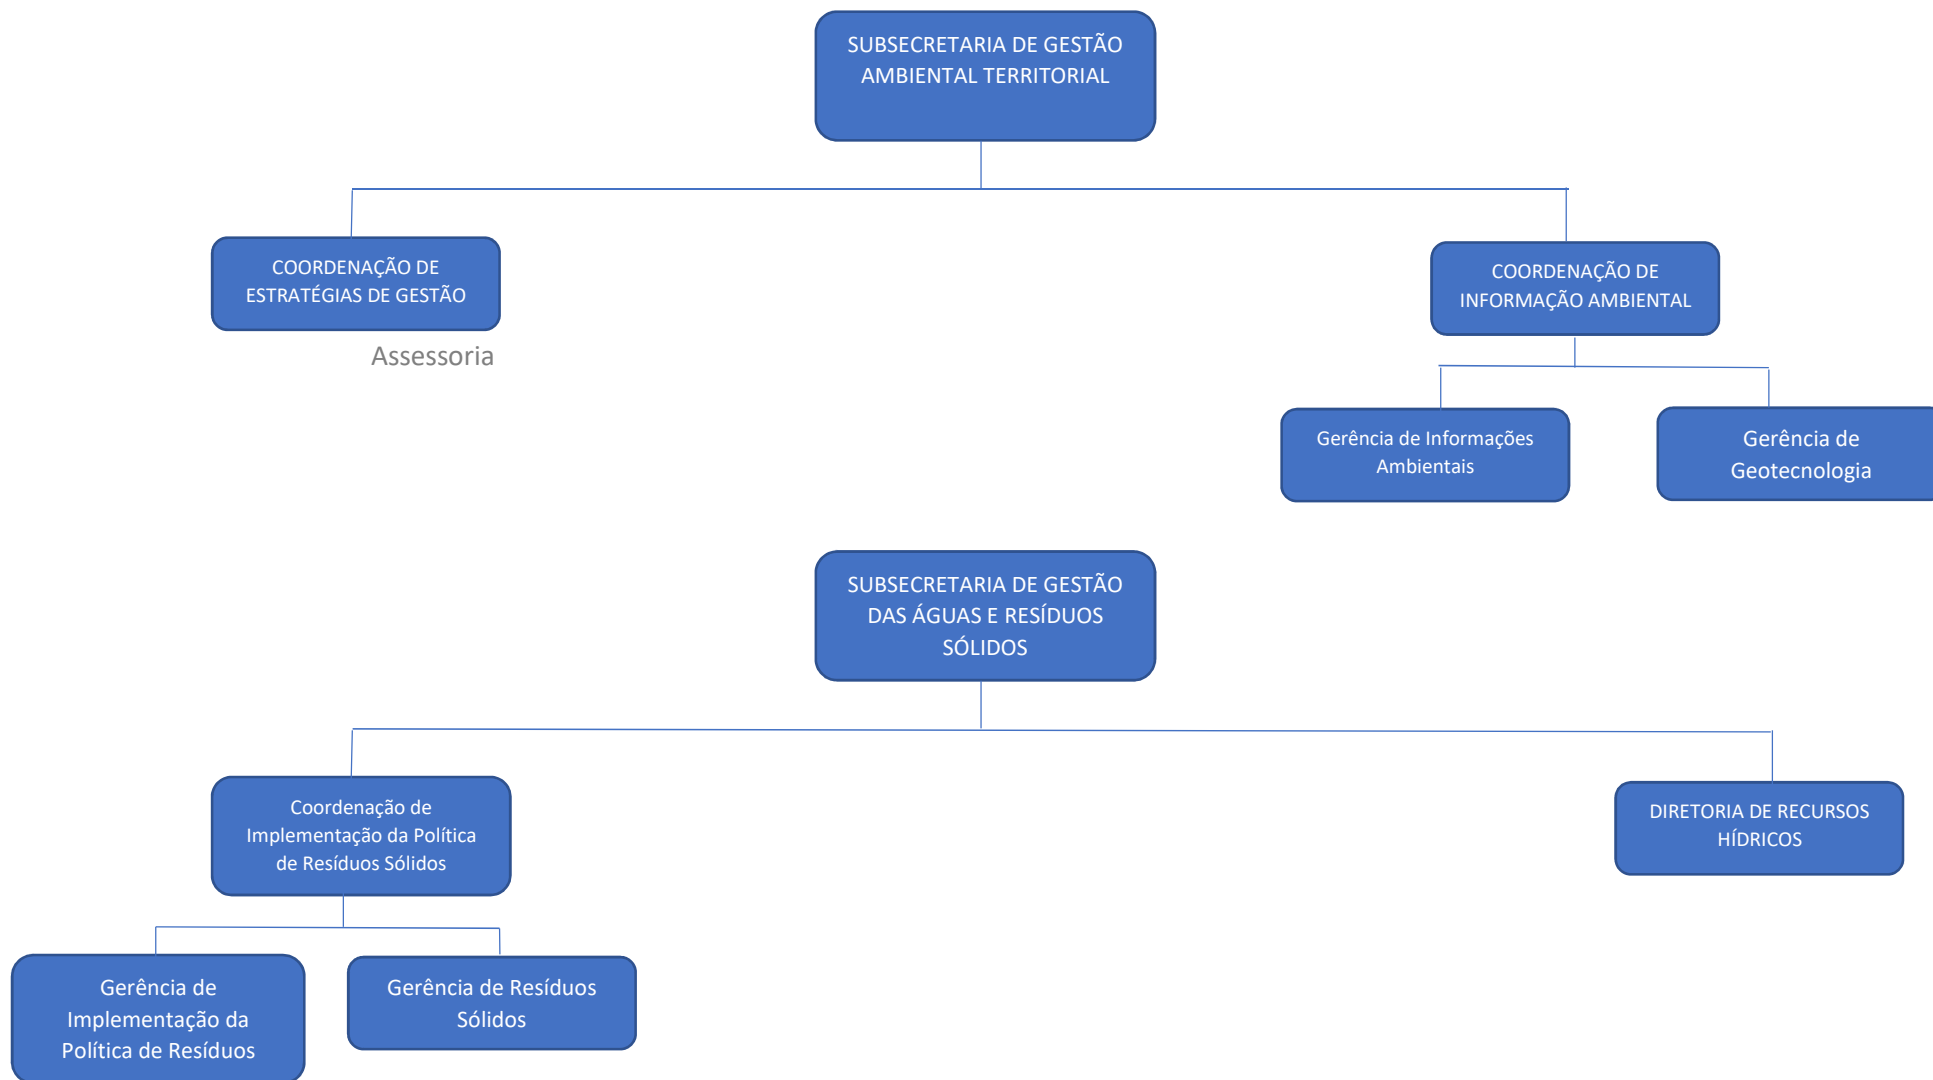 SUBSECRETARIA DE GESTÃO
AMBIENTAL TERRITORIAL
COORDENAÇÃO DE
ESTRATÉGIAS DE GESTÃO
Assessoria
COORDENAÇÃO DE
INFORMAÇÃO AMBIENTAL
Gerência de Informações
Ambientais
Gerência de
Geotecnologia
SUBSECRETARIA DE GESTÃO
DAS ÁGUAS E RESÍDUOS
SÓLIDOS
Coordenação de
Implementação da Política
de Resíduos Sólidos
DIRETORIA DE RECURSOS
HÍDRICOS
Gerência de
Implementação da
Política de Resíduos
Gerência de Resíduos
Sólidos